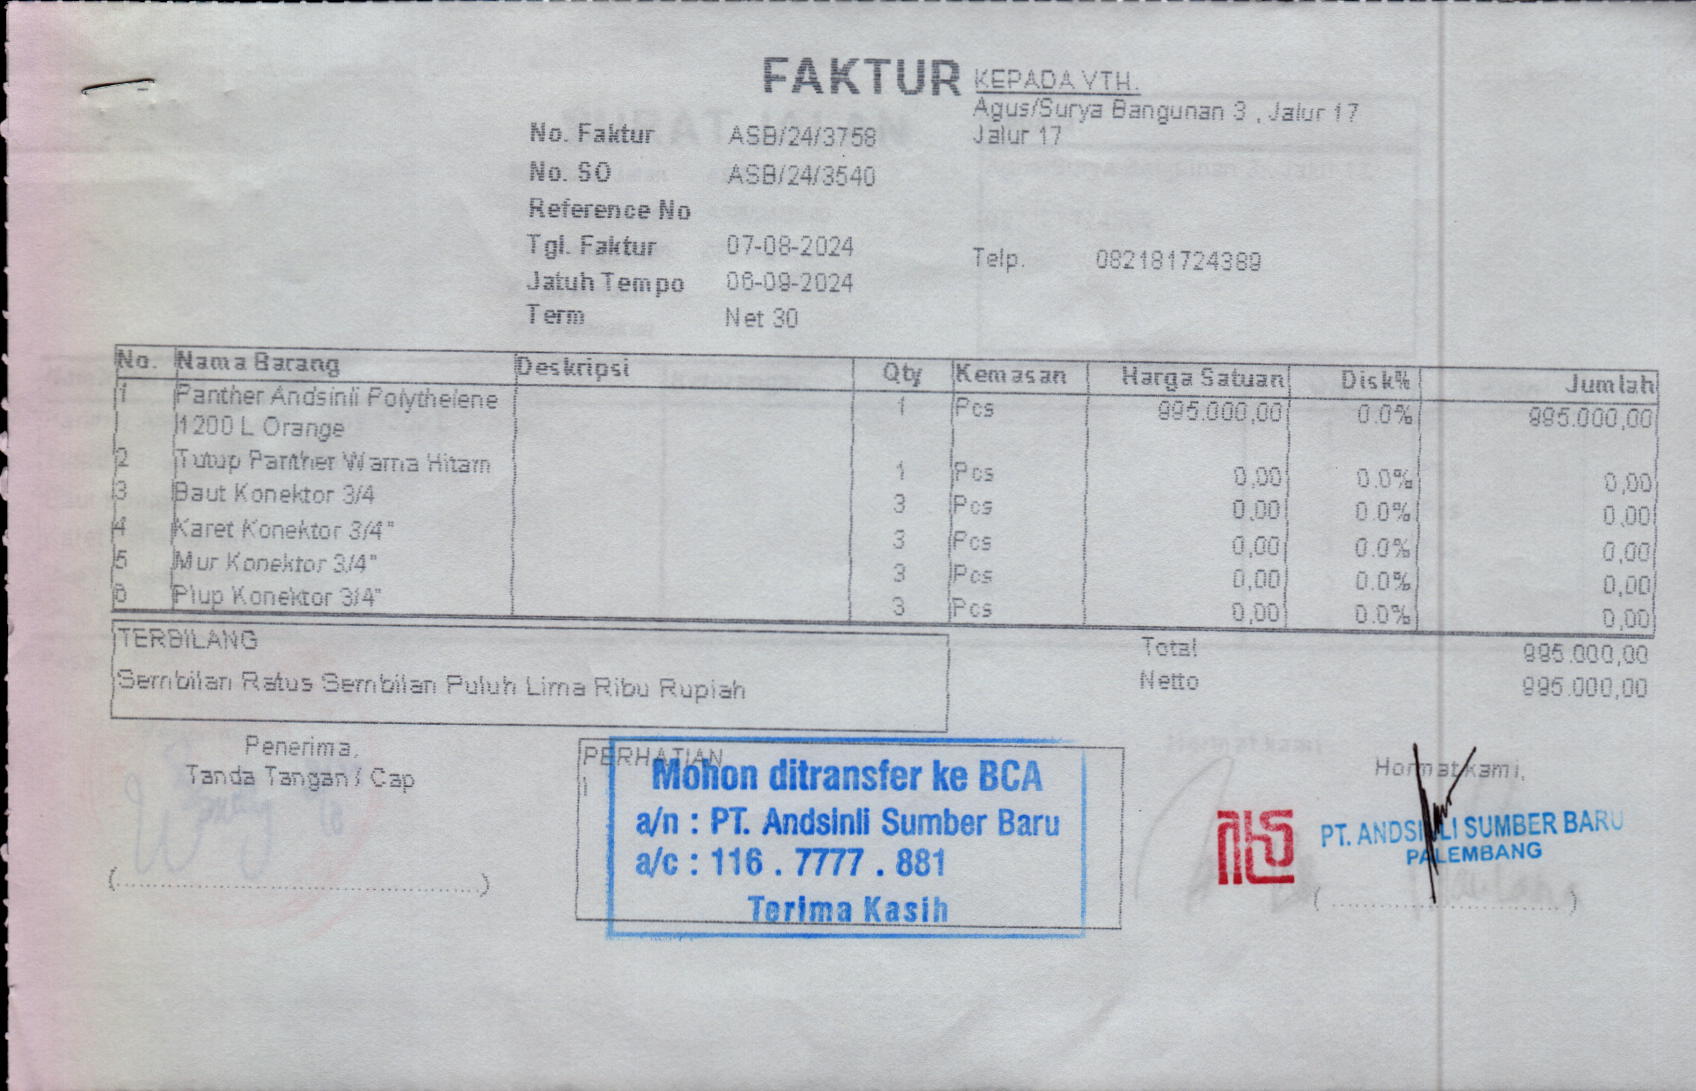 FAKTUR
KEPADA YTH.
Agus/Surya Bangunan 3 , Jalur 17
Jalur 17
Telp. 082181724389
No. Faktur ASB/24/3758
No. SO ASB/24/3540
Reference No
Tgl. Faktur 07-08-2024
Jatuh Tempo 06-09-2024
Term Net 30
No. Nama Barang Deskripsi Qty Kemasan Harga Satuan Disk% Jumlah
1 Panther Andsinli Polythelene 1 Pcs 995.000,00 0.0% 995.000,00
1200 L Orange
2 Tutup Panther Warna Hitam 1 Pcs 0,00 0.0% 0,00
3 Baut Konektor 3/4 3 Pcs 0,00 0.0% 0,00
4 Karet Konektor 3/4" 3 Pcs 0,00 0.0% 0,00
5 Mur Konektor 3/4" 3 Pcs 0,00 0.0% 0,00
6 Plup Konektor 3/4" 3 Pcs 0,00 0.0% 0,00
TERBILANG
Sembilan Ratus Sembilan Puluh Lima Ribu Rupiah
Total 995.000,00
Netto 995.000,00
Penerima,
Tanda Tangan / Cap
PERHATIAN
Mohon ditransfer ke BCA
a/n : PT. Andsinli Sumber Baru
a/c : 116 . 7777 . 881
Terima Kasih
Hormat kami,
PT. ANDSINLI SUMBER BARU
PALEMBANG